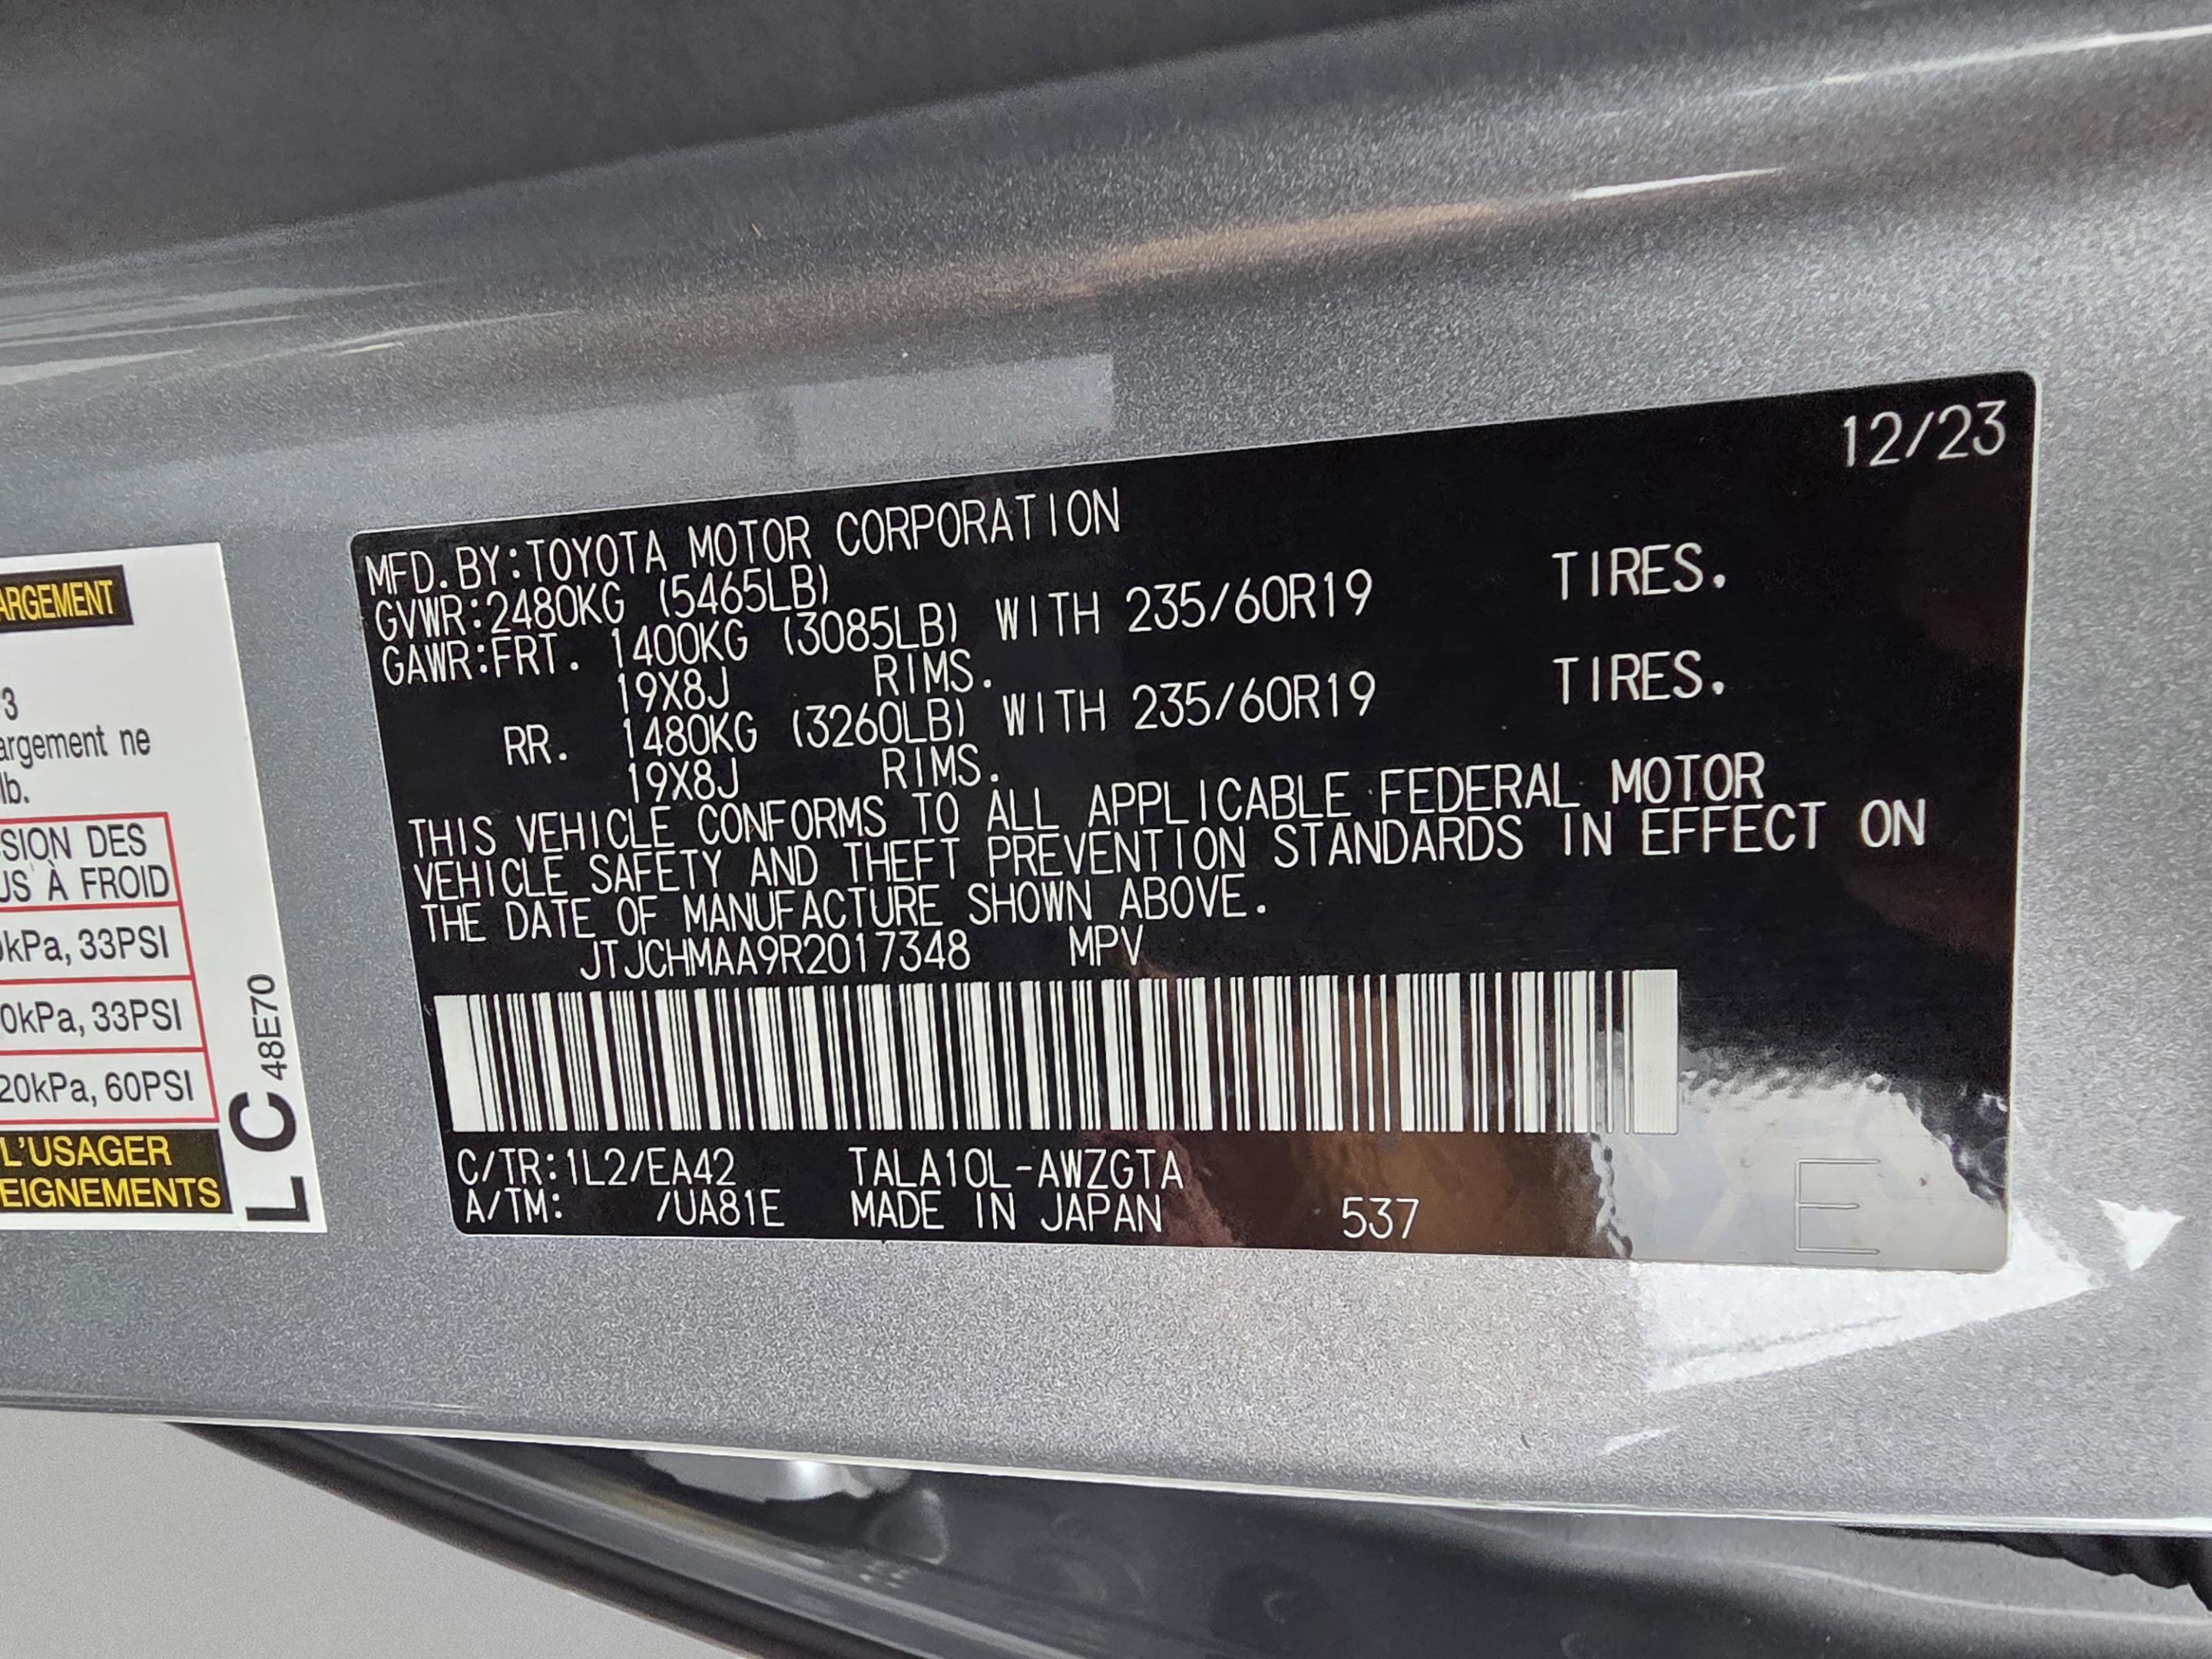 12/23
MFD.BY:TOYOTA MOTOR CORPORATION
GVWR:2480KG (5465LB)
GAWR:FRT. 1400KG (3085LB) WITH 235/60R19 TIRES.
19X8J RIMS.
RR. 1480KG (3260LB) WITH 235/60R19 TIRES.
19X8J RIMS.
THIS VEHICLE CONFORMS TO ALL APPLICABLE FEDERAL MOTOR
VEHICLE SAFETY AND THEFT PREVENTION STANDARDS IN EFFECT ON
THE DATE OF MANUFACTURE SHOWN ABOVE.
JTJCHMAA9R2017348 MPV
C/TR:1L2/EA42 TALA10L-AWZGTA
A/TM: /UA81E MADE IN JAPAN 537
E
ARGEMENT
3
argement ne
lb.
SION DES
US À FROID
0kPa, 33PSI
0kPa, 33PSI
20kPa, 60PSI
L'USAGER
EIGNEMENTS
LC 48E70